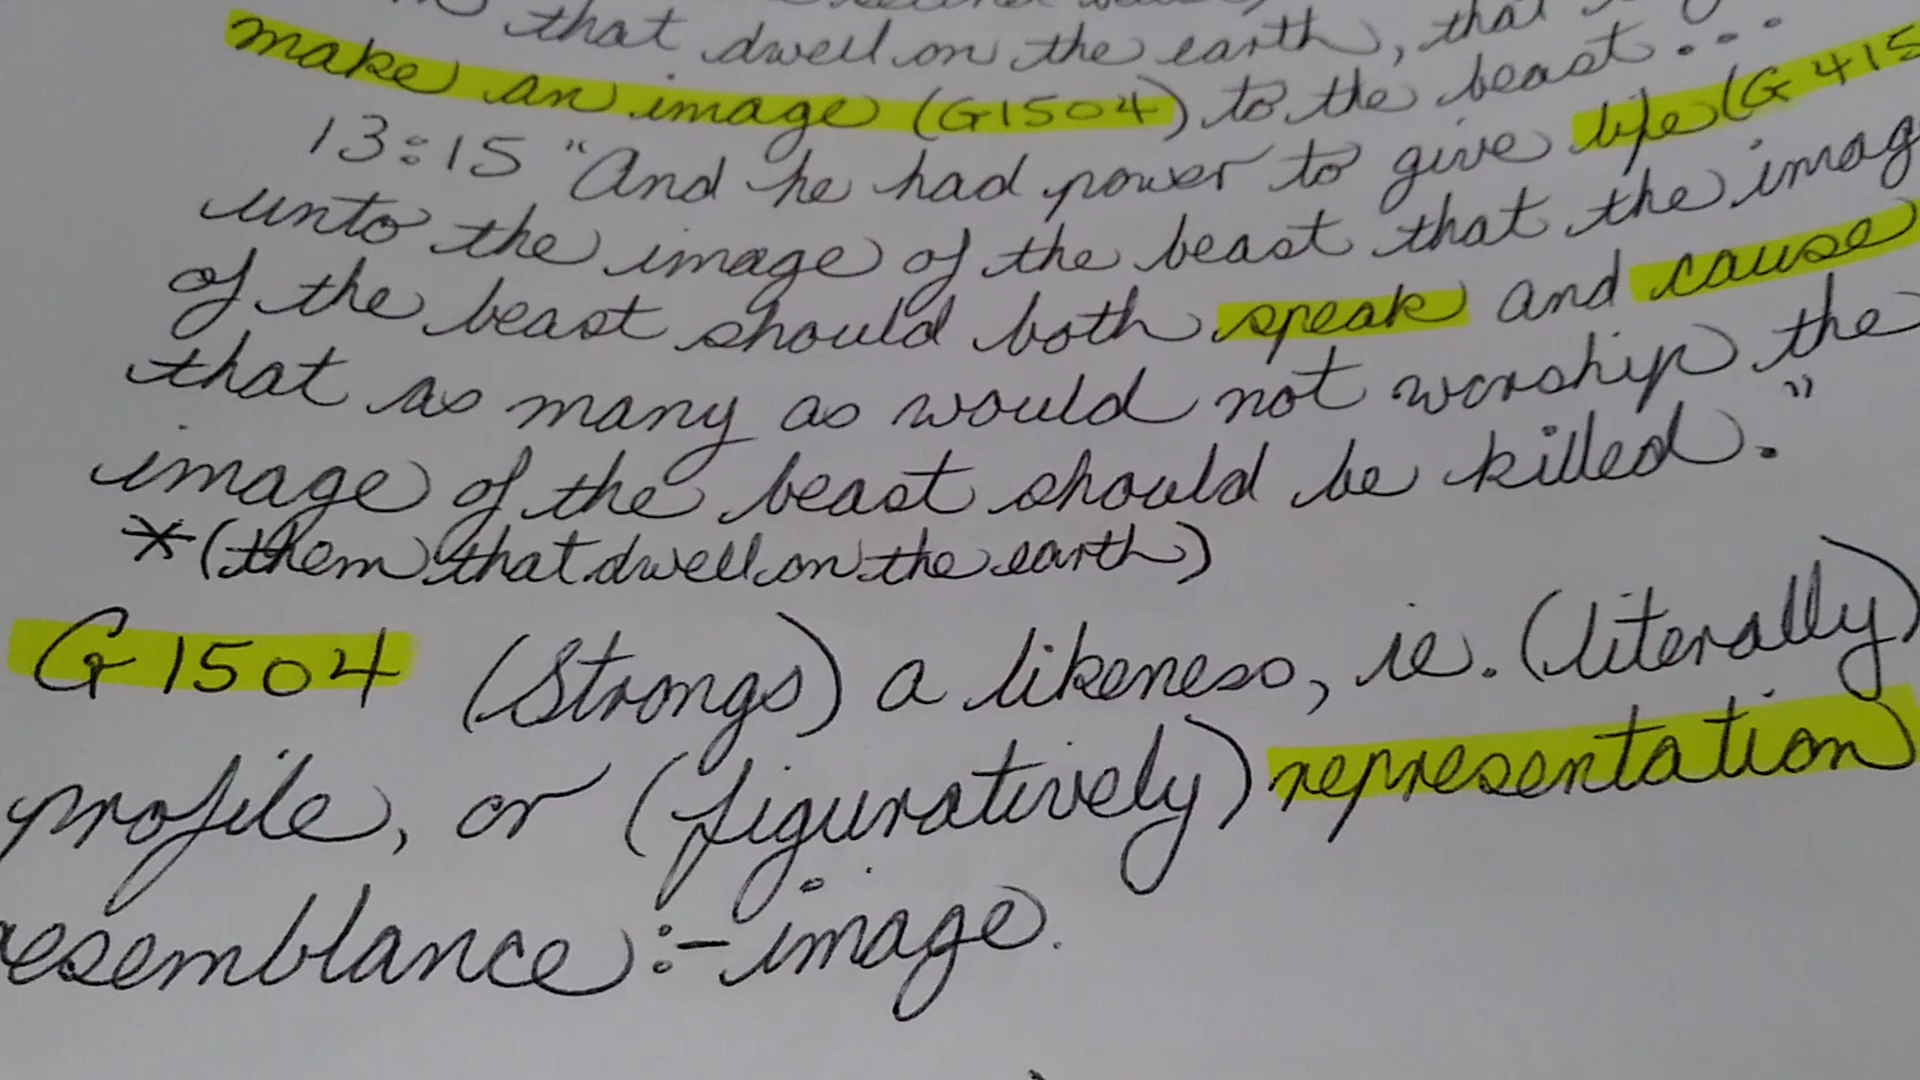 that dwell on the earth, that
make an image (G1504) to the beast...
13:15 "And he had power to give life (G 415
unto the image of the beast that the imag
of the beast should both speak and cause
that as many as would not worship the
image of the beast should be killed."
*(them that dwell on the earth)
G1504 (Strongs) a likeness, ie. (literally)
profile, or (figuratively) representation
resemblance:-image.